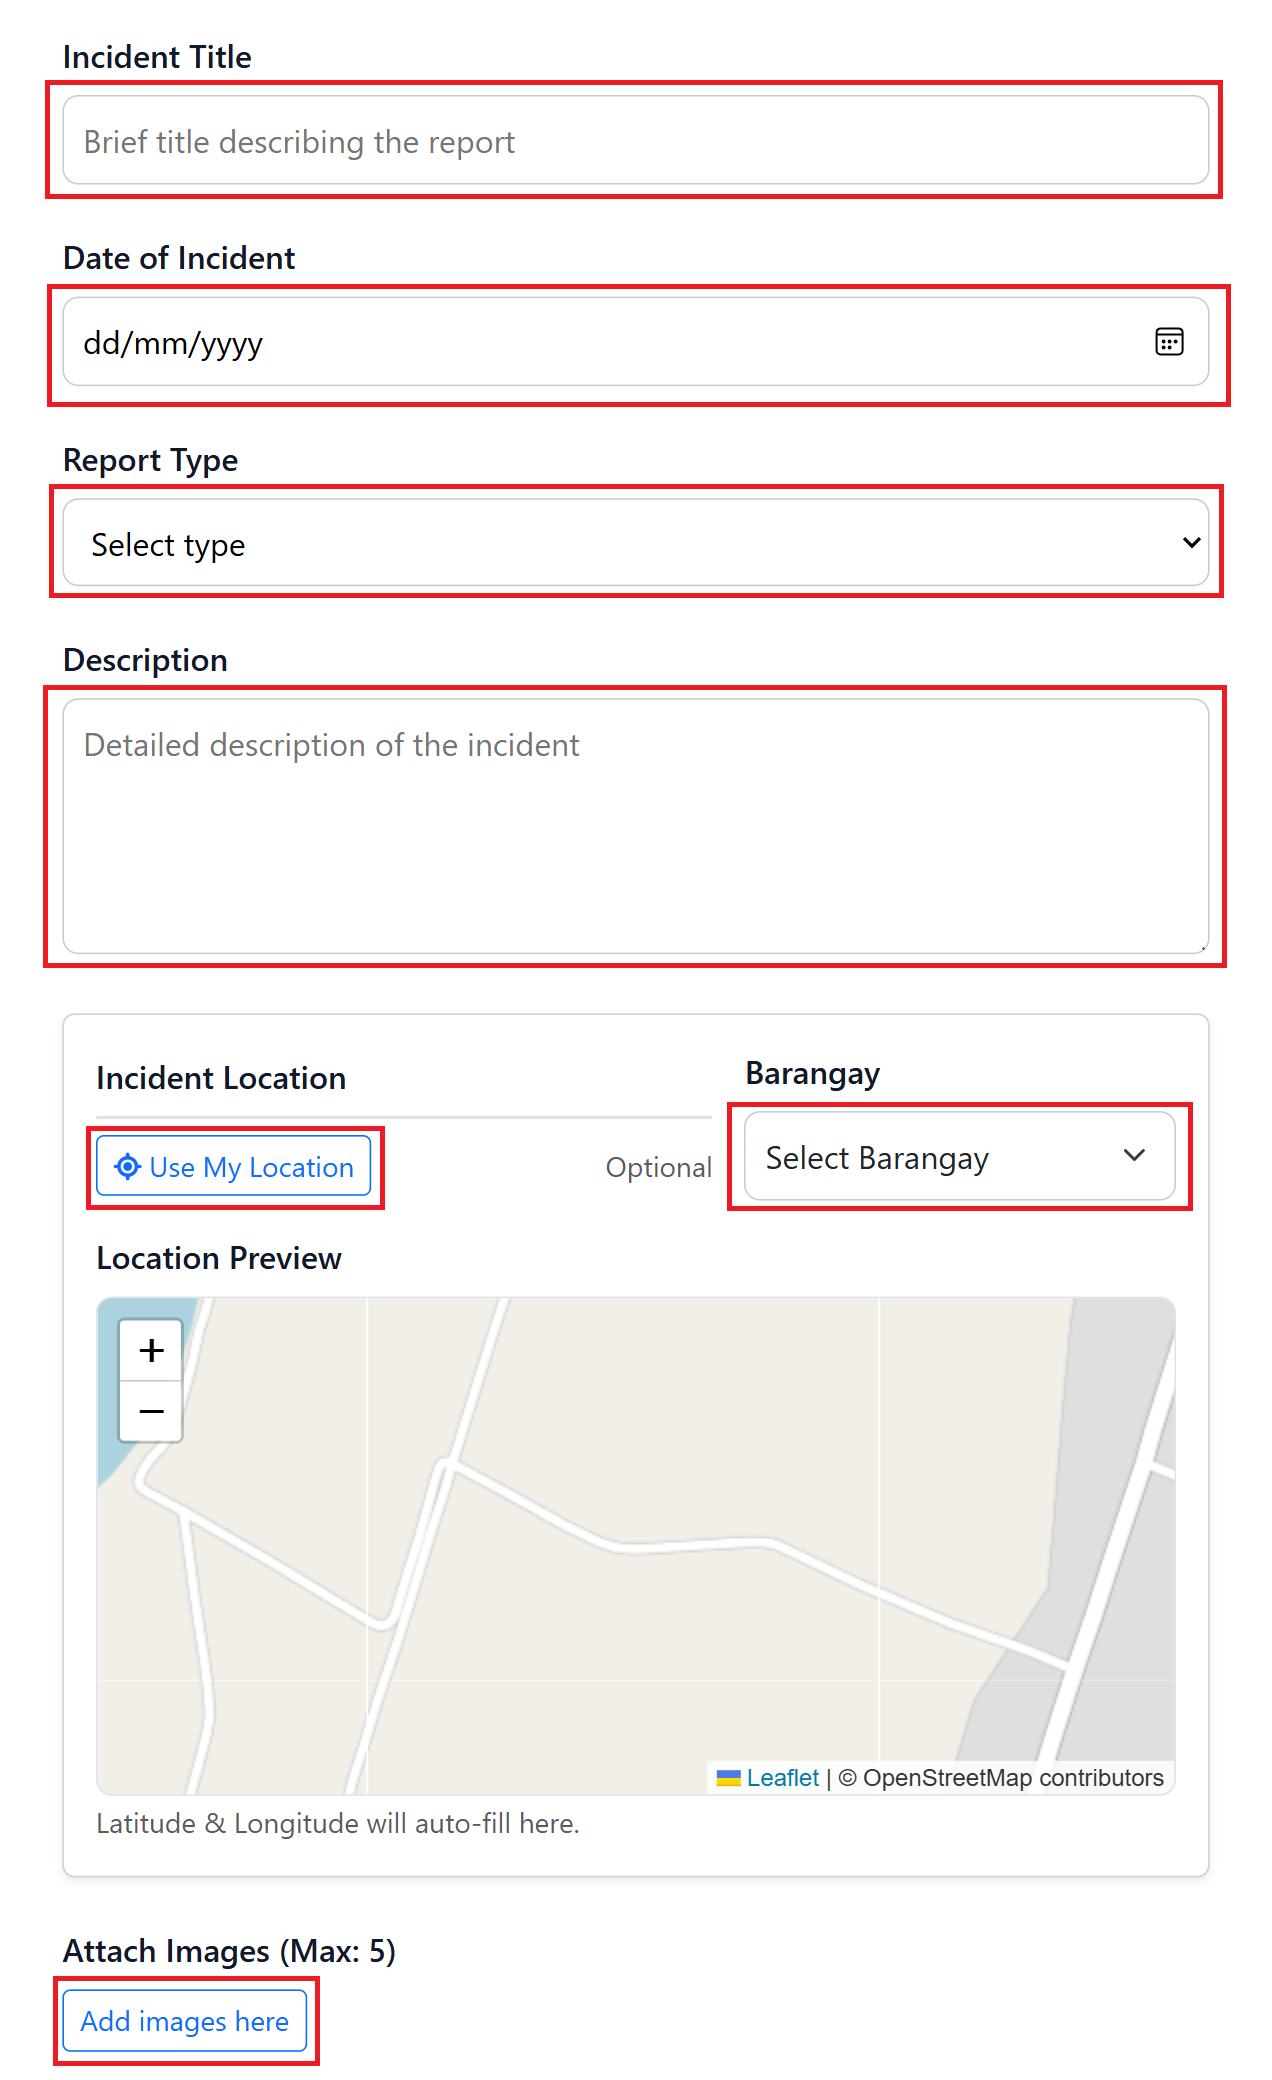 Incident Title
Brief title describing the report
Date of Incident
dd/mm/yyyy
Report Type
Select type
Description
Detailed description of the incident
Incident Location
Barangay
Use My Location
Optional
Select Barangay
Location Preview
+
−
Leaflet | © OpenStreetMap contributors
Latitude & Longitude will auto-fill here.
Attach Images (Max: 5)
Add images here